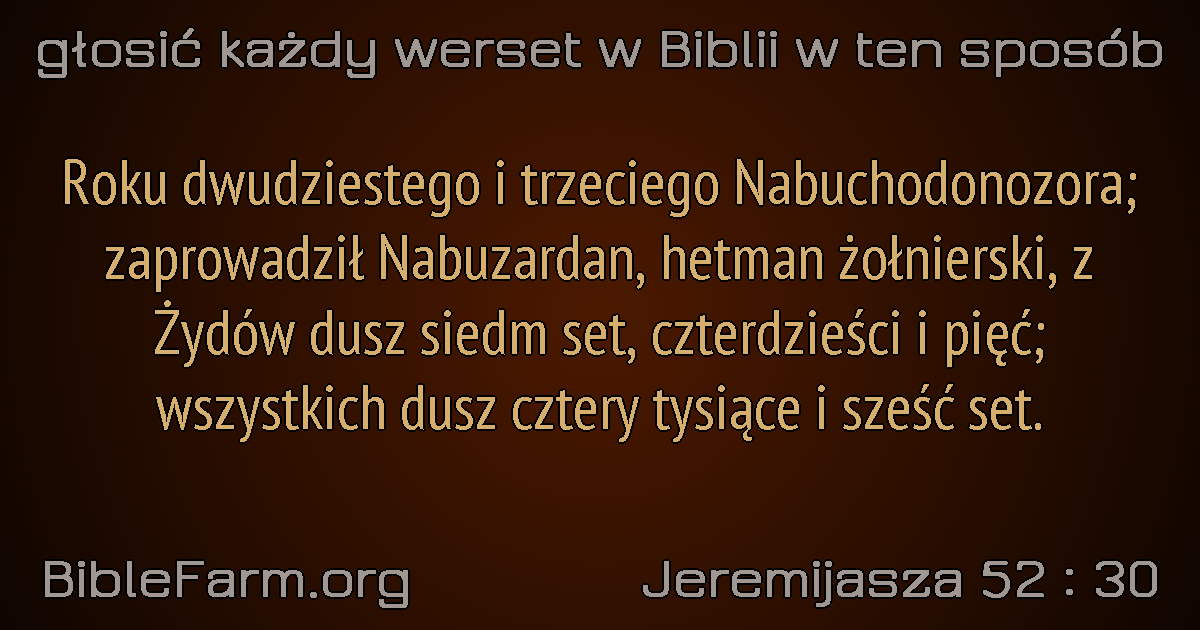 głosić każdy werset w Biblii w ten sposób
Roku dwudziestego i trzeciego Nabuchodonozora;
zaprowadził Nabuzardan, hetman żołnierski, z
Żydów dusz siedm set, czterdzieści i pięć;
wszystkich dusz cztery tysiące i sześć set.
BibleFarm.org
Jeremijasza 52 : 30